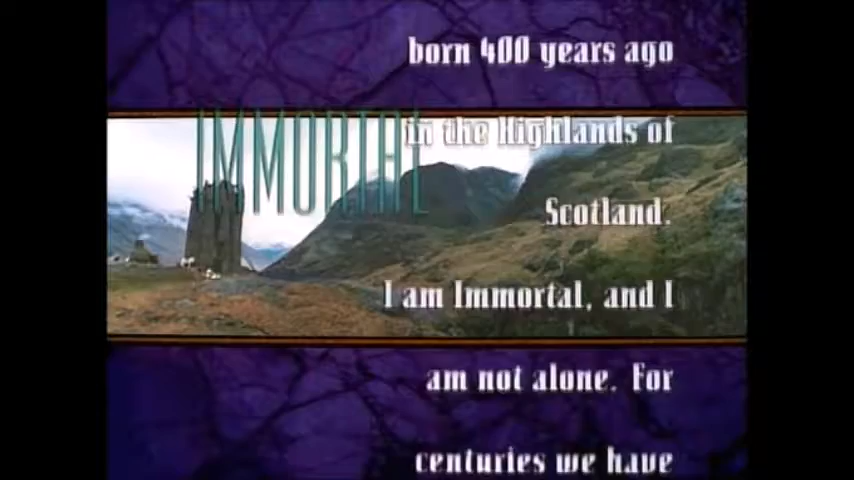 born 400 years ago
IMMORTAL
in the Highlands of
Scotland.
I am Immortal, and I
am not alone. For
centuries we have